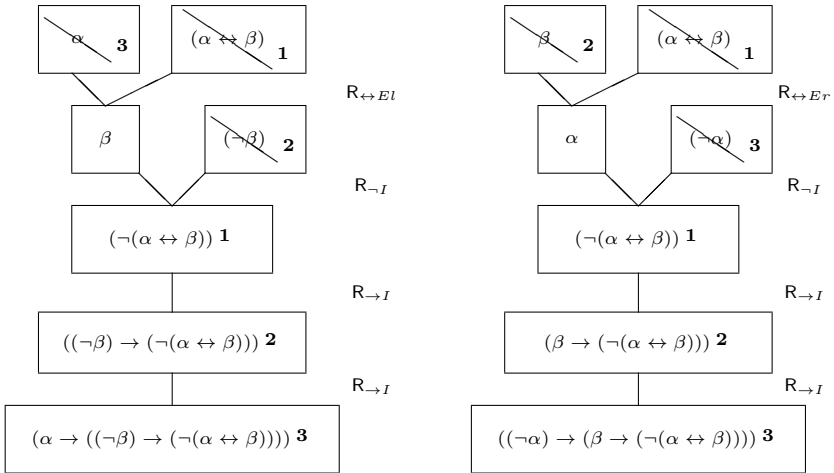 α 3 (α ↔ β) 1
R↔El
β (¬β) 2
R¬I
(¬(α ↔ β)) 1
R→I
((¬β) → (¬(α ↔ β))) 2
R→I
(α → ((¬β) → (¬(α ↔ β)))) 3
β 2 (α ↔ β) 1
R↔Er
α (¬α) 3
R¬I
(¬(α ↔ β)) 1
R→I
(β → (¬(α ↔ β))) 2
R→I
((¬α) → (β → (¬(α ↔ β)))) 3